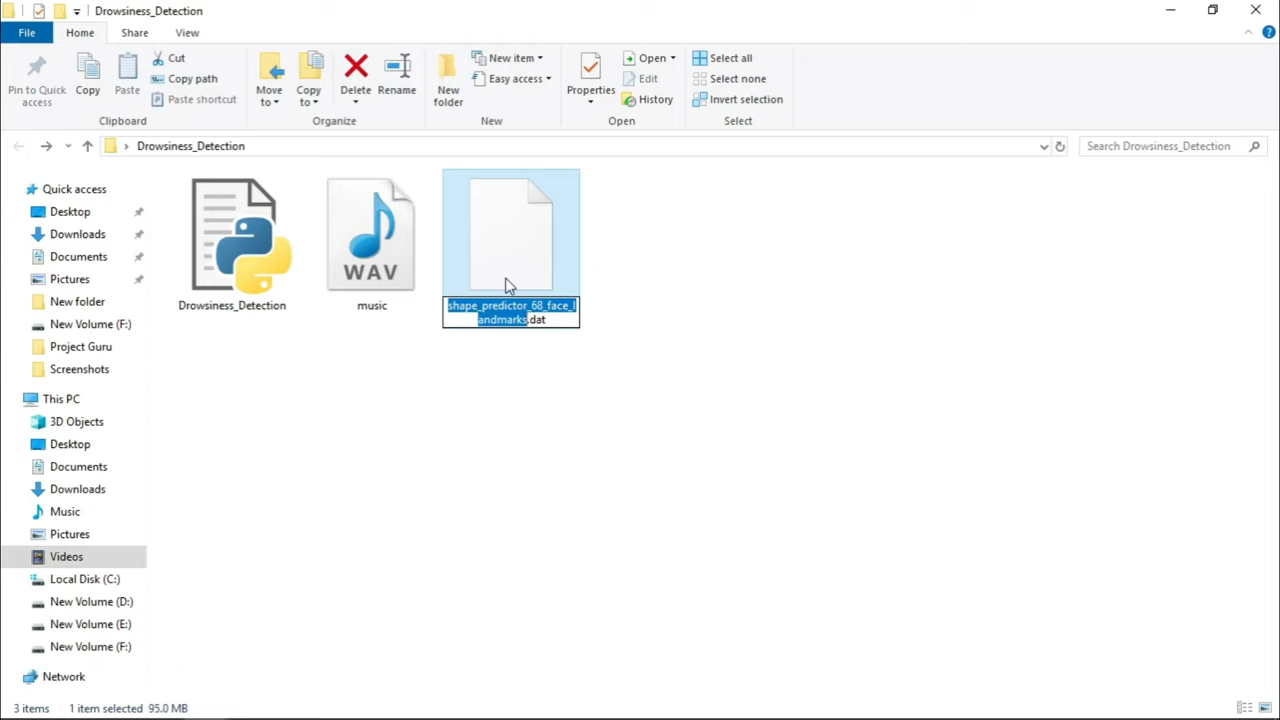 Drowsiness_Detection
File Home Share View
Pin to Quick access
Copy
Paste
Cut
Copy path
Paste shortcut
Clipboard
Move to
Copy to
Delete
Rename
Organize
New folder
New item
Easy access
New
Properties
Open
Edit
History
Open
Select all
Select none
Invert selection
Select
Drowsiness_Detection
Search Drowsiness_Detection
Quick access
Desktop
Downloads
Documents
Pictures
New folder
New Volume (F:)
Project Guru
Screenshots
This PC
3D Objects
Desktop
Documents
Downloads
Music
Pictures
Videos
Local Disk (C:)
New Volume (D:)
New Volume (E:)
New Volume (F:)
Network
Drowsiness_Detection
WAV
music
shape_predictor_68_face_l
andmarks.dat
3 items 1 item selected 95.0 MB